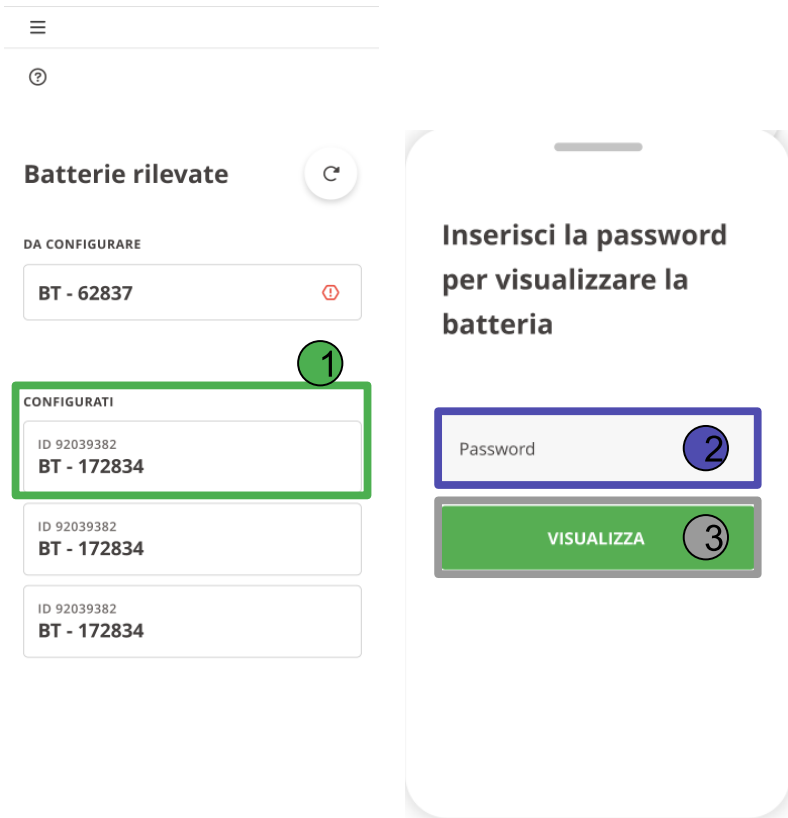 Batterie rilevate
DA CONFIGURARE
BT - 62837
1
CONFIGURATI
ID 92039382
BT - 172834
ID 92039382
BT - 172834
ID 92039382
BT - 172834
Inserisci la password
per visualizzare la
batteria
Password 2
VISUALIZZA 3